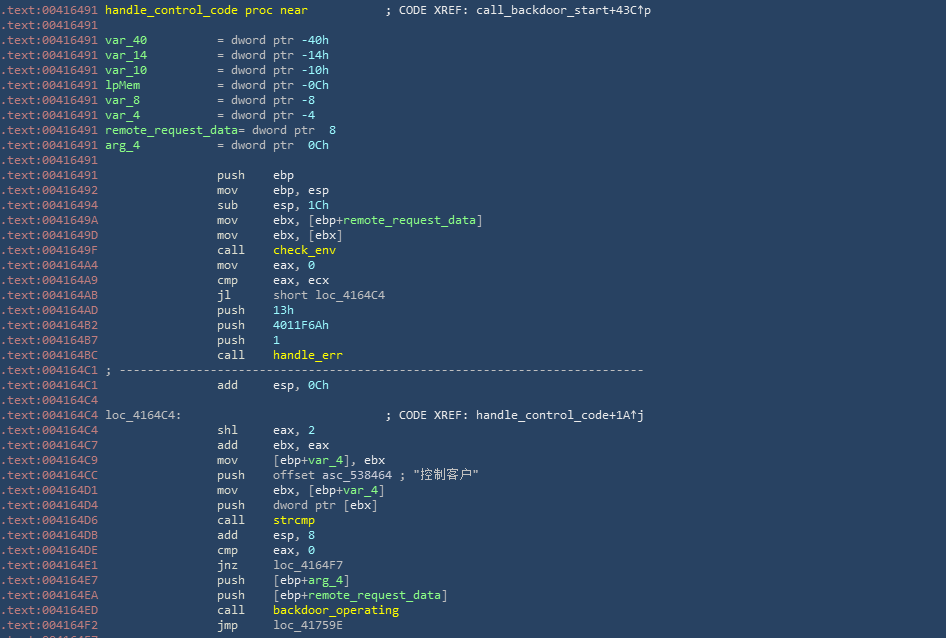 .text:00416491 handle_control_code proc near ; CODE XREF: call_backdoor_start+43C↑p
.text:00416491
.text:00416491 var_40 = dword ptr -40h
.text:00416491 var_14 = dword ptr -14h
.text:00416491 var_10 = dword ptr -10h
.text:00416491 lpMem = dword ptr -0Ch
.text:00416491 var_8 = dword ptr -8
.text:00416491 var_4 = dword ptr -4
.text:00416491 remote_request_data= dword ptr 8
.text:00416491 arg_4 = dword ptr 0Ch
.text:00416491
.text:00416491 push ebp
.text:00416492 mov ebp, esp
.text:00416494 sub esp, 1Ch
.text:0041649A mov ebx, [ebp+remote_request_data]
.text:0041649D mov ebx, [ebx]
.text:0041649F call check_env
.text:004164A4 mov eax, 0
.text:004164A9 cmp eax, ecx
.text:004164AB jl short loc_4164C4
.text:004164AD push 13h
.text:004164B2 push 4011F6Ah
.text:004164B7 push 1
.text:004164BC call handle_err
.text:004164C1 ; ---------------------------------------------------------------------------
.text:004164C1 add esp, 0Ch
.text:004164C4
.text:004164C4 loc_4164C4: ; CODE XREF: handle_control_code+1A↑j
.text:004164C4 shl eax, 2
.text:004164C7 add ebx, eax
.text:004164C9 mov [ebp+var_4], ebx
.text:004164CC push offset asc_538464 ; "控制客户"
.text:004164D1 mov ebx, [ebp+var_4]
.text:004164D4 push dword ptr [ebx]
.text:004164D6 call strcmp
.text:004164DB add esp, 8
.text:004164DE cmp eax, 0
.text:004164E1 jnz loc_4164F7
.text:004164E7 push [ebp+arg_4]
.text:004164EA push [ebp+remote_request_data]
.text:004164ED call backdoor_operating
.text:004164F2 jmp loc_41759E